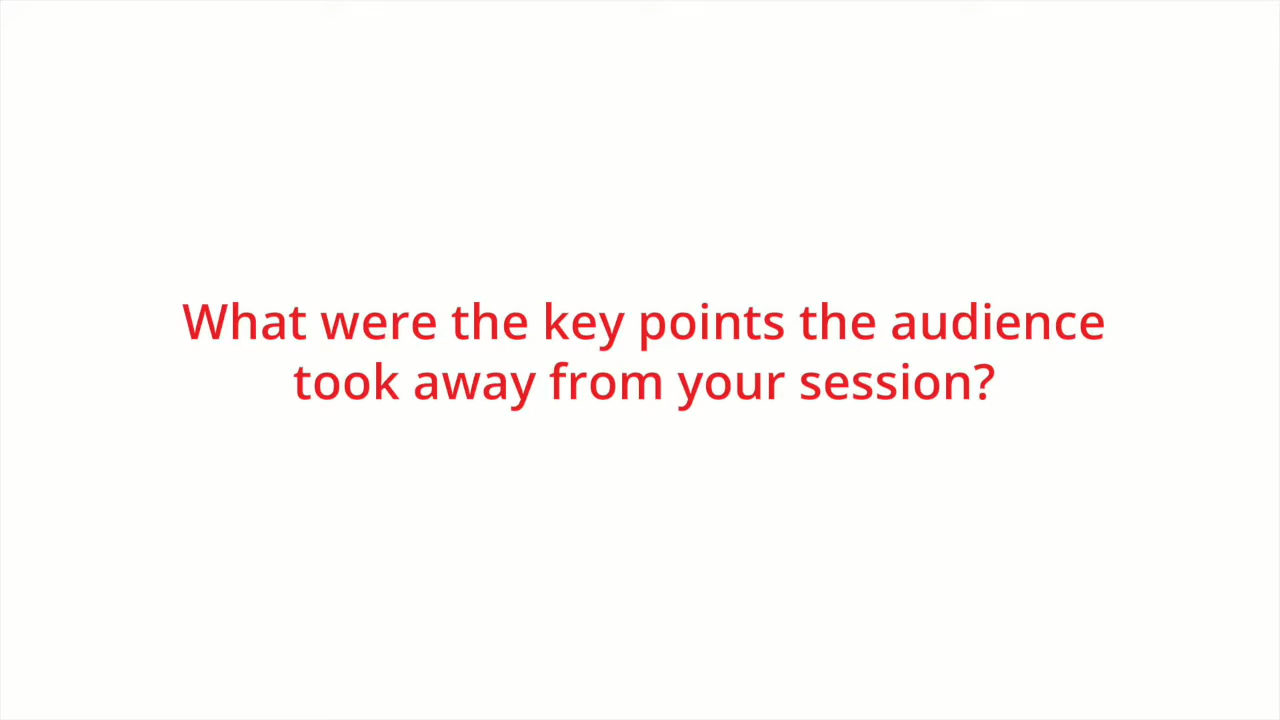 What were the key points the audience
took away from your session?